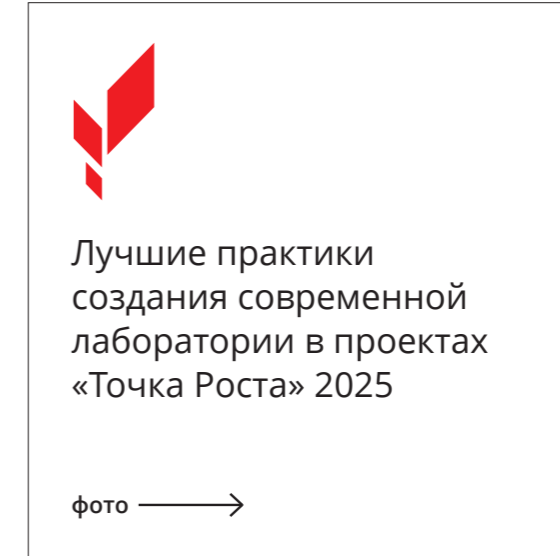 Лучшие практики
создания современной
лаборатории в проектах
«Точка Роста» 2025
фото